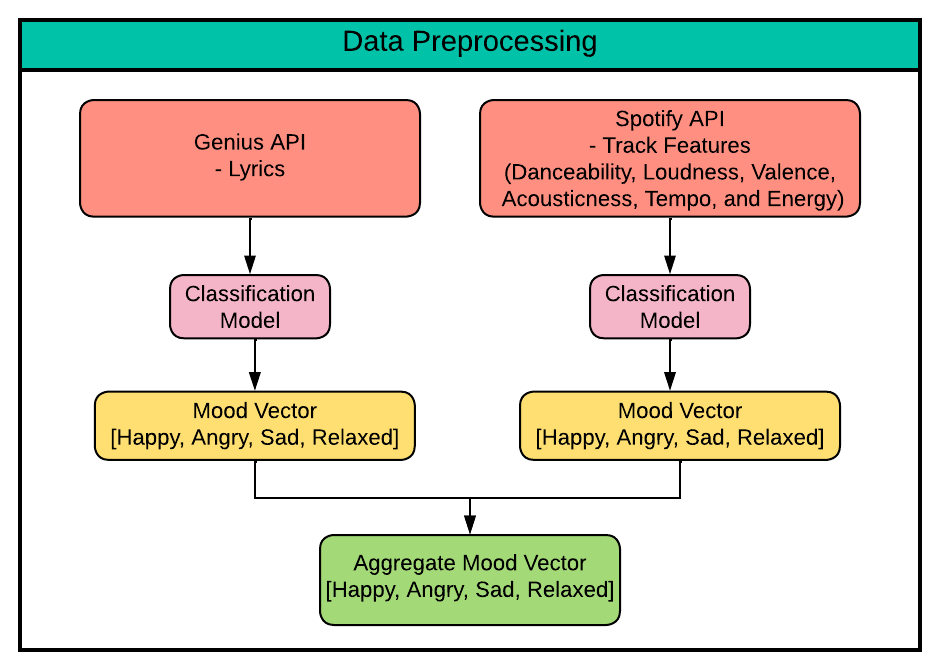 Data Preprocessing
Genius API
- Lyrics
Spotify API
- Track Features
(Danceability, Loudness, Valence,
Acousticness, Tempo, and Energy)
Classification
Model
Classification
Model
Mood Vector
[Happy, Angry, Sad, Relaxed]
Mood Vector
[Happy, Angry, Sad, Relaxed]
Aggregate Mood Vector
[Happy, Angry, Sad, Relaxed]